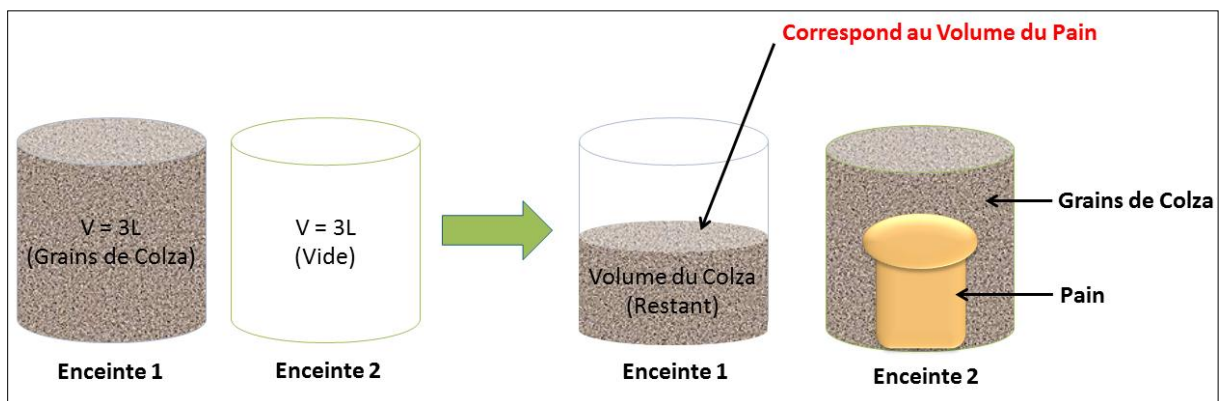 Correspond au Volume du Pain
V = 3L
(Grains de Colza)
V = 3L
(Vide)
Volume du Colza
(Restant)
Grains de Colza
Pain
Enceinte 1
Enceinte 2
Enceinte 1
Enceinte 2